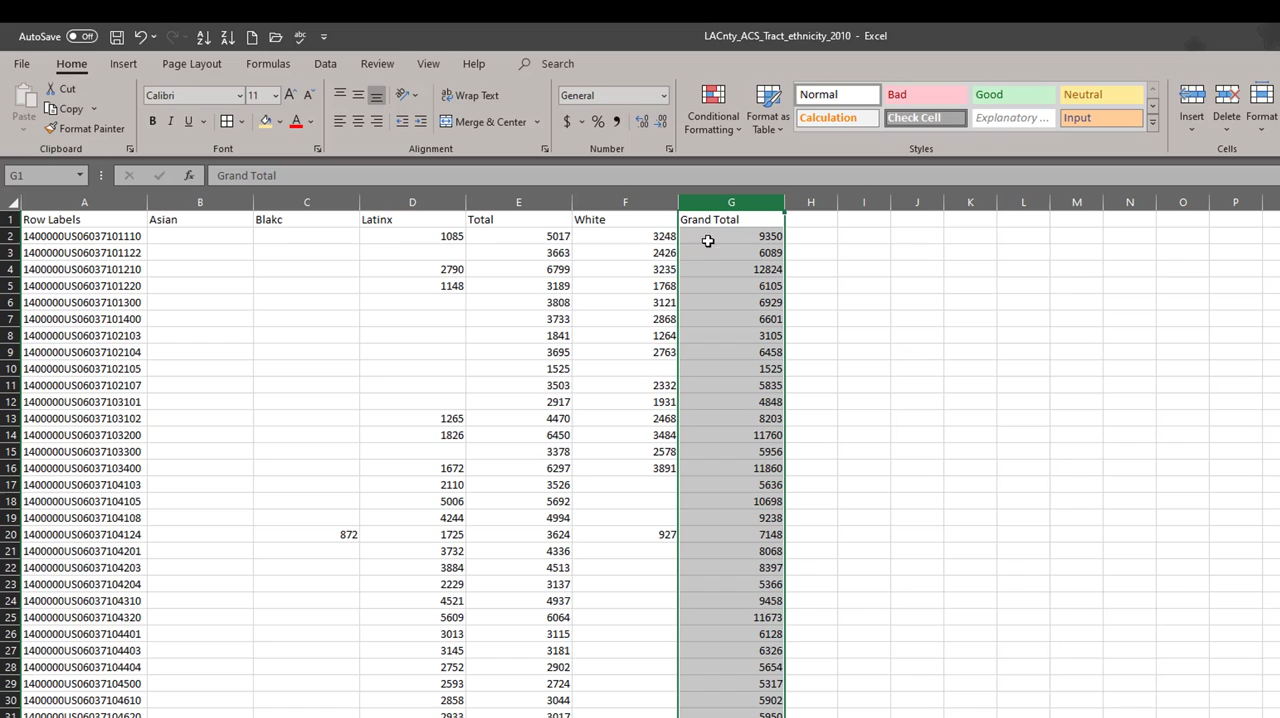 AutoSave Off LACnty_ACS_Tract_ethnicity_2010 - Excel
File Home Insert Page Layout Formulas Data Review View Help Search
Paste Cut Copy Format Painter Clipboard
Calibri 11 B I U A Font
Wrap Text Merge & Center Alignment
General $ % , Number
Conditional Formatting Format as Table
Normal Bad Good Neutral
Calculation Check Cell Explanatory ... Input
Styles
Insert Delete Format
Cells
G1 fx Grand Total
A B C D E F G H I J K L M N O P
1 Row Labels Asian Blakc Latinx Total White Grand Total
2 1400000US06037101110 1085 5017 3248 9350
3 1400000US06037101122 3663 2426 6089
4 1400000US06037101210 2790 6799 3235 12824
5 1400000US06037101220 1148 3189 1768 6105
6 1400000US06037101300 3808 3121 6929
7 1400000US06037101400 3733 2868 6601
8 1400000US06037102103 1841 1264 3105
9 1400000US06037102104 3695 2763 6458
10 1400000US06037102105 1525 1525
11 1400000US06037102107 3503 2332 5835
12 1400000US06037103101 2917 1931 4848
13 1400000US06037103102 1265 4470 2468 8203
14 1400000US06037103200 1826 6450 3484 11760
15 1400000US06037103300 3378 2578 5956
16 1400000US06037103400 1672 6297 3891 11860
17 1400000US06037104103 2110 3526 5636
18 1400000US06037104105 5006 5692 10698
19 1400000US06037104108 4244 4994 9238
20 1400000US06037104124 872 1725 3624 927 7148
21 1400000US06037104201 3732 4336 8068
22 1400000US06037104203 3884 4513 8397
23 1400000US06037104204 2229 3137 5366
24 1400000US06037104310 4521 4937 9458
25 1400000US06037104320 5609 6064 11673
26 1400000US06037104401 3013 3115 6128
27 1400000US06037104403 3145 3181 6326
28 1400000US06037104404 2752 2902 5654
29 1400000US06037104500 2593 2724 5317
30 1400000US06037104610 2858 3044 5902
31 1400000US06037104620 2933 3017 5950